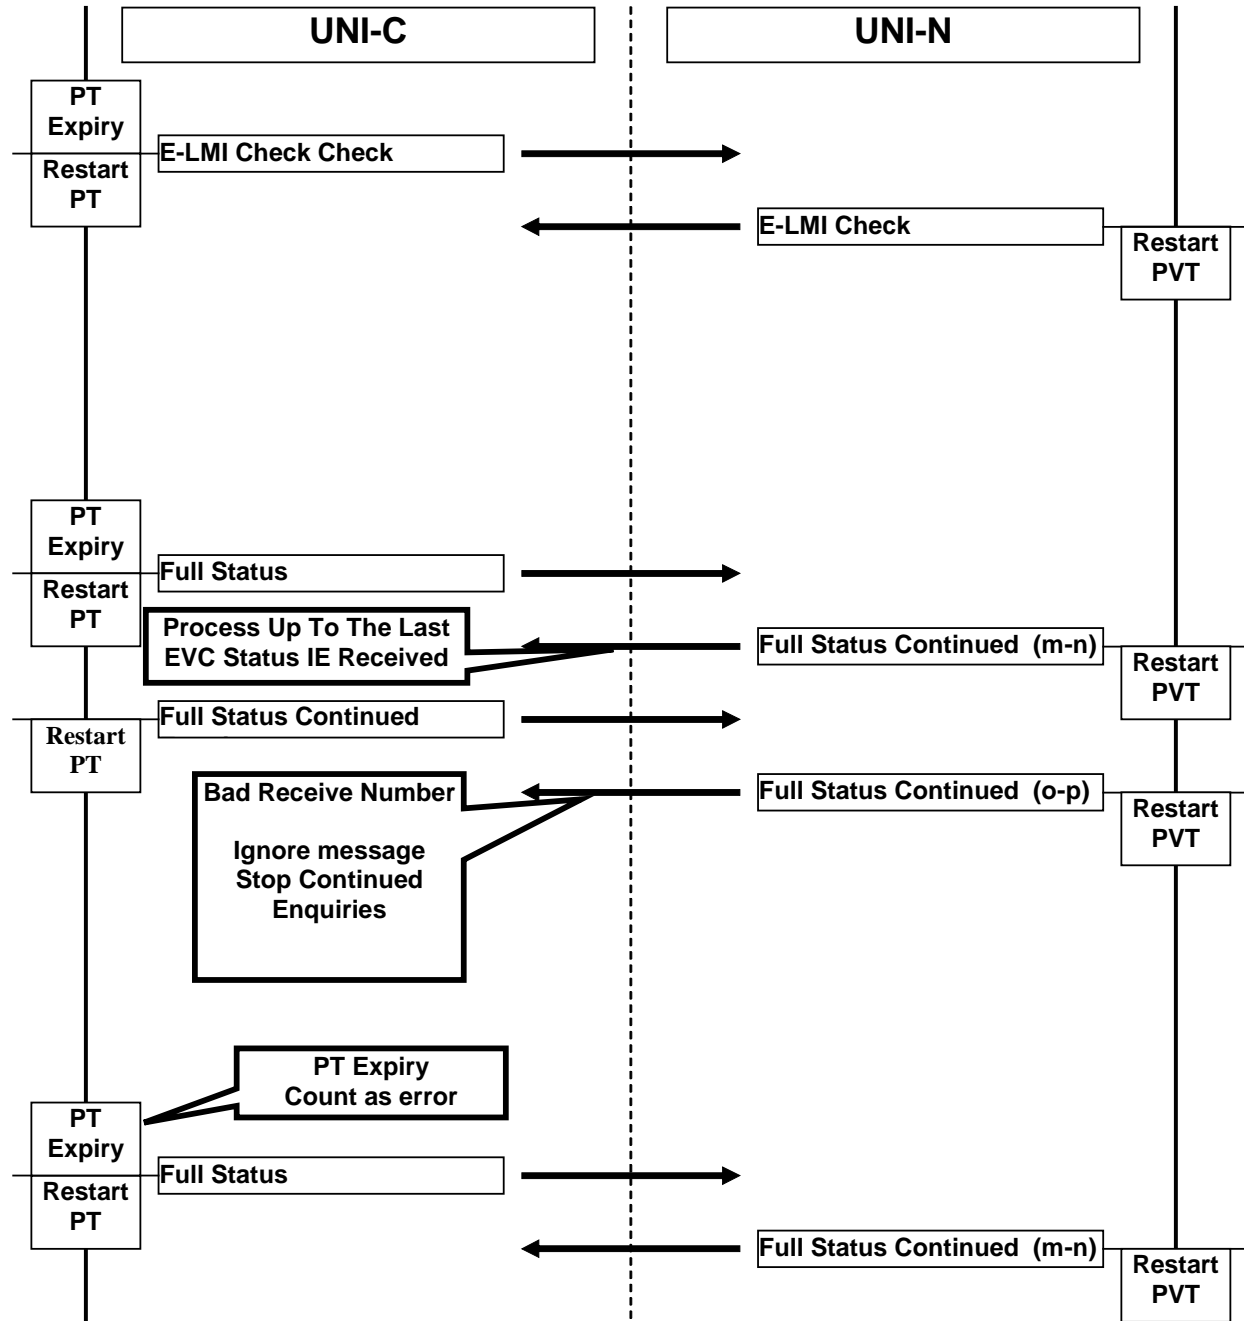 UNI-C
UNI-N
PT
Expiry
E-LMI Check Check
Restart
PT
E-LMI Check
Restart
PVT
PT
Expiry
Full Status
Restart
PT
Process Up To The Last
EVC Status IE Received
Full Status Continued (m-n)
Restart
PVT
Full Status Continued
Restart
PT
Bad Receive Number
Ignore message
Stop Continued
Enquiries
Full Status Continued (o-p)
Restart
PVT
PT Expiry
Count as error
PT
Expiry
Full Status
Restart
PT
Full Status Continued (m-n)
Restart
PVT